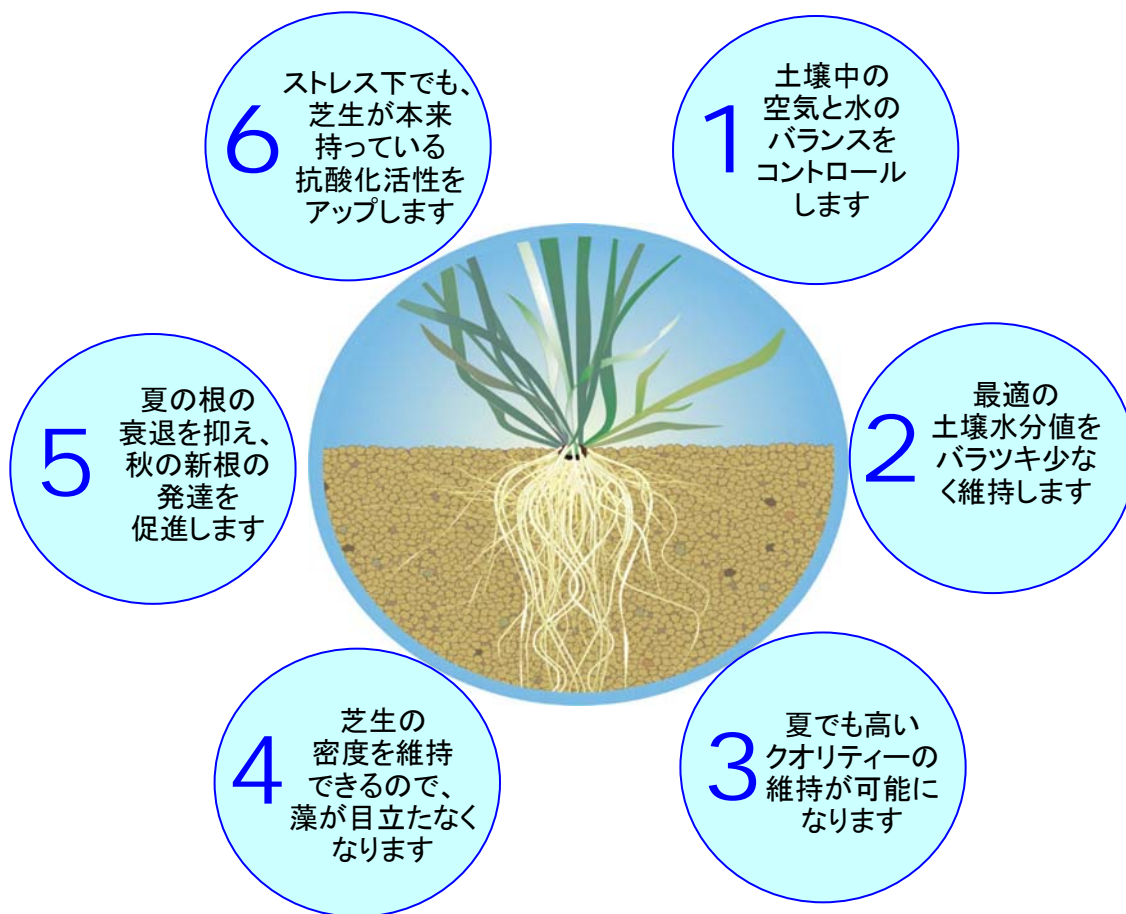 1
土壌中の
空気と水の
バランスを
コントロール
します
2
最適の
土壌水分値を
バラツキ少な
く維持します
3
夏でも高い
クオリティーの
維持が可能に
なります
4
芝生の
密度を維持
できるので、
藻が目立たなく
なります
5
夏の根の
衰退を抑え、
秋の新根の
発達を
促進します
6
ストレス下でも、
芝生が本来
持っている
抗酸化活性を
アップします